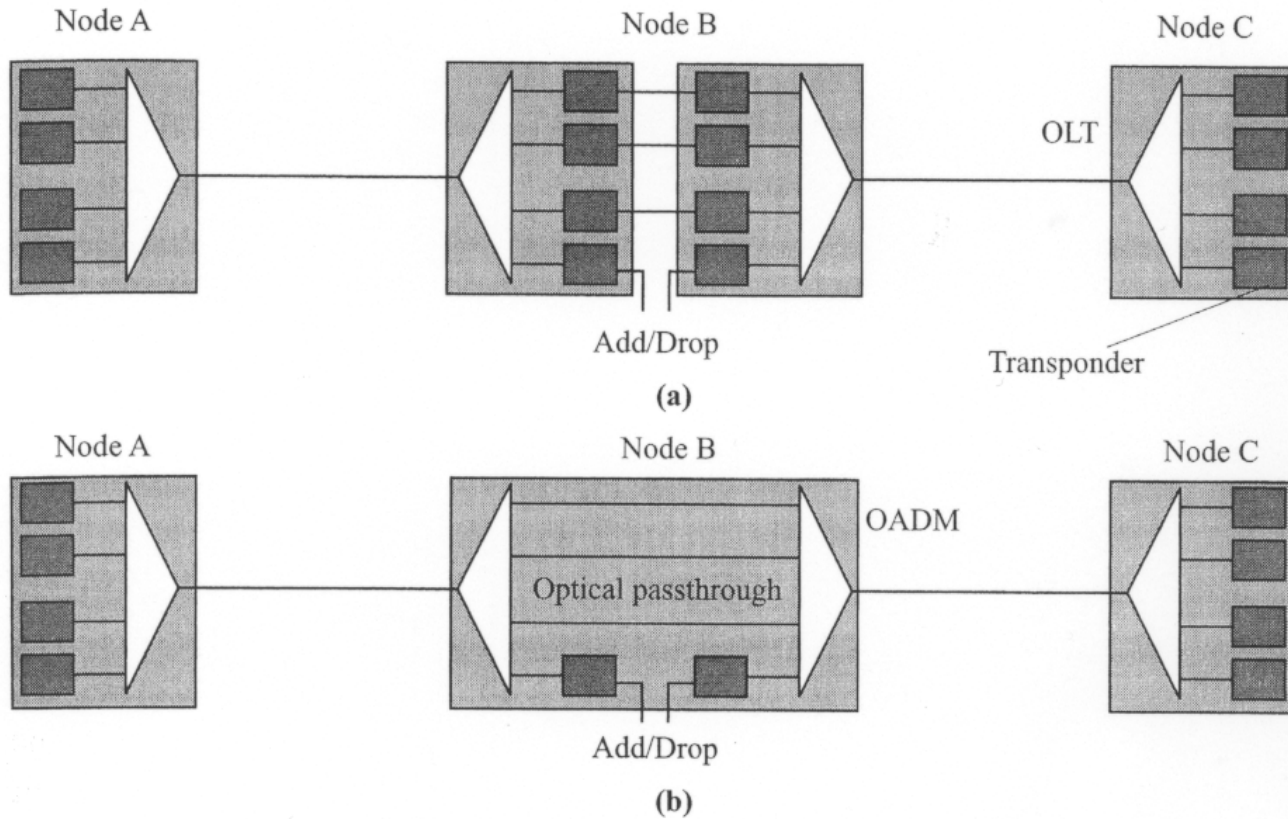 Node A
Node B
Node C
OLT
Add/Drop
Transponder
(a)
Node A
Node B
Node C
OADM
Optical passthrough
Add/Drop
(b)